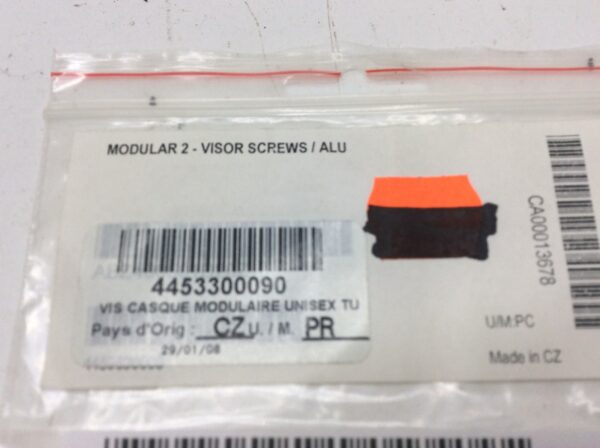 MODULAR 2 - VISOR SCREWS / ALU
4453300090
VIS CASQUE MODULAIRE UNISEX TU
Pays d'Orig : CZ U. / M. PR
29/01/08
CA00013678
U/M:PC
Made in CZ